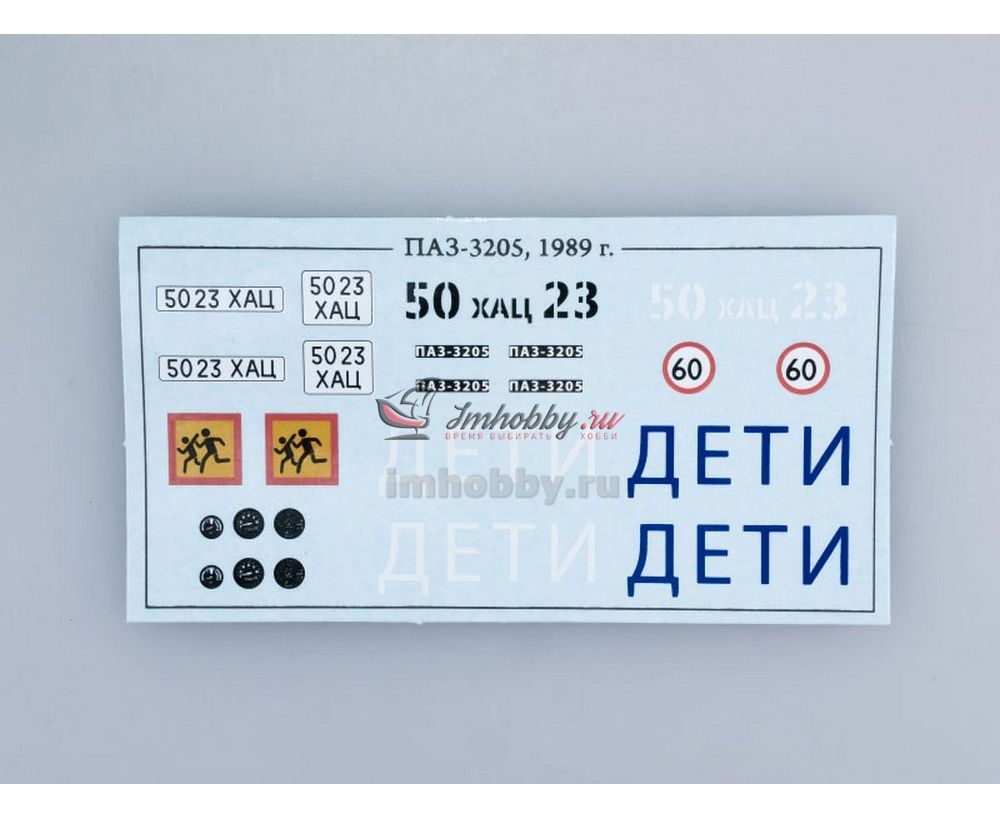 ПАЗ-3205, 1989 г.
5023 ХАЦ
5023
ХАЦ
50 ХАЦ 23
50 ХАЦ 23
5023 ХАЦ
5023
ХАЦ
ПАЗ-3205 ПАЗ-3205
ПАЗ-3205 ПАЗ-3205
60
60
Imhobby.ru
ВРЕМЯ ВЫБИРАТЬ ХОББИ
ДЕТИ
ДЕТИ
imhobby.ru
ДЕТИ
ДЕТИ